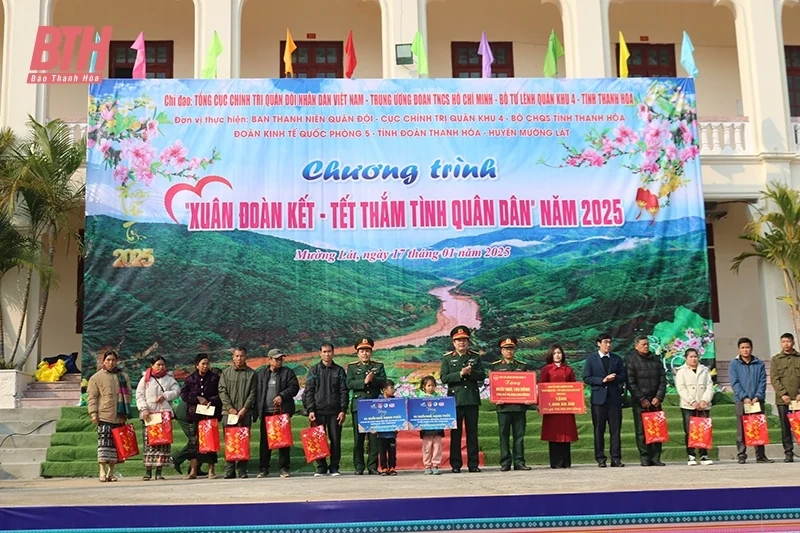 BTH
Báo Thanh Hóa
Chỉ đạo: TỔNG CỤC CHÍNH TRỊ QUÂN ĐỘI NHÂN DÂN VIỆT NAM - TRUNG ƯƠNG ĐOÀN TNCS HỒ CHÍ MINH - BỘ TƯ LỆNH QUÂN KHU 4 - TỈNH THANH HÓA
Đơn vị thực hiện: BAN THANH NIÊN QUÂN ĐỘI - CỤC CHÍNH TRỊ QUÂN KHU 4 - BỘ CHQS TỈNH THANH HÓA
ĐOÀN KINH TẾ QUỐC PHÒNG 5 - TỈNH ĐOÀN THANH HÓA - HUYỆN MƯỜNG LÁT
Chương trình
"XUÂN ĐOÀN KẾT - TẾT THẮM TÌNH QUÂN DÂN" NĂM 2025
Mường Lát, ngày 17 tháng 01 năm 2025
2025